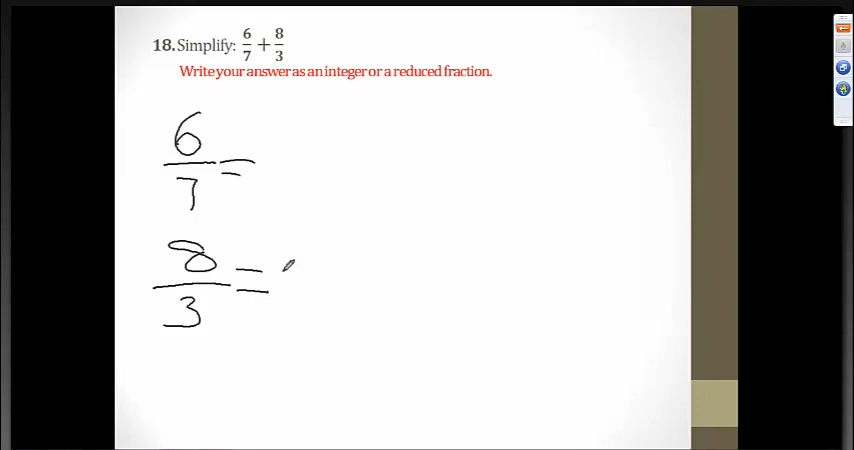 18. Simplify: 6/7 + 8/3
Write your answer as an integer or a reduced fraction.
6/7 =
8/3 =